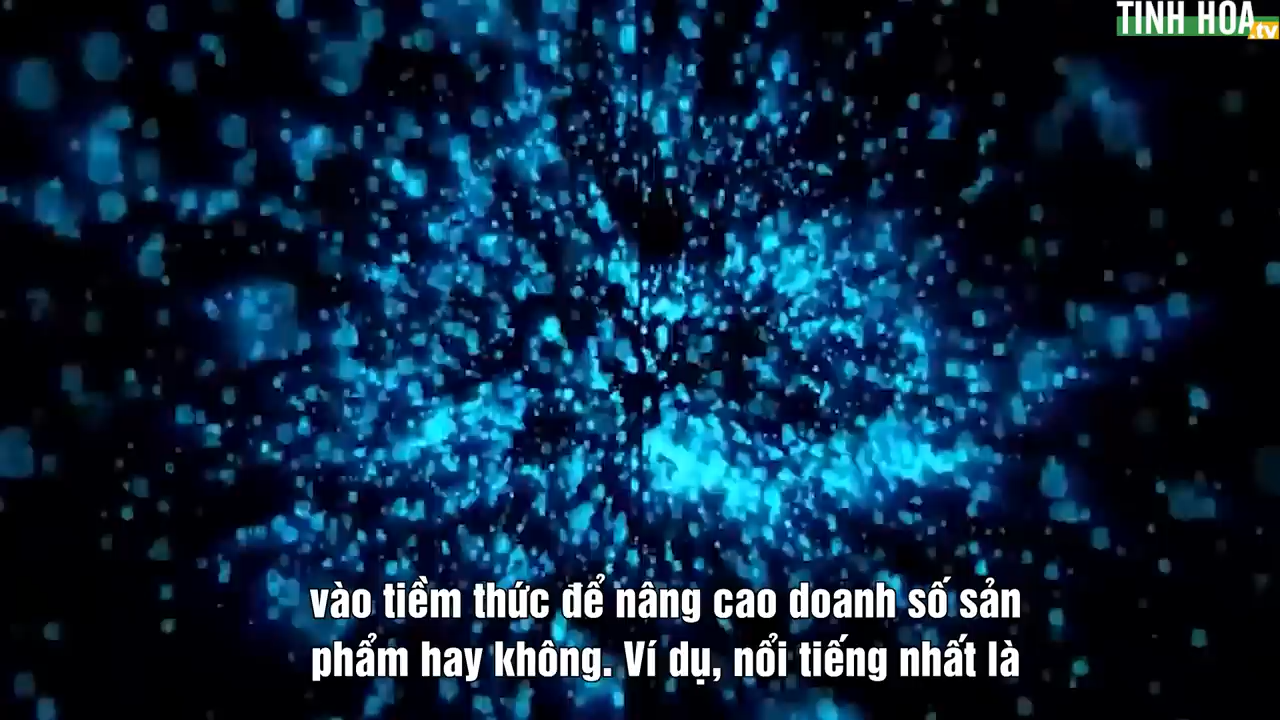 TINH HOA
.tv
vào tiềm thức để nâng cao doanh số sản
phẩm hay không. Ví dụ, nổi tiếng nhất là